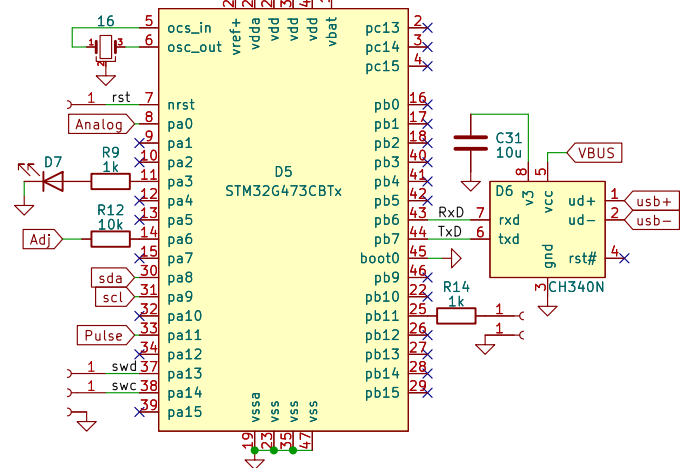 vref+
vdda
vdd
vdd
vdd
vbat
16
1
3
2
5 ocs_in
6 osc_out
1 rst 7 nrst
Analog 8 pa0
9 pa1
10 pa2
D7
R9
1k
11 pa3
12 pa4
13 pa5
Adj
R12
10k
14 pa6
15 pa7
sda 30 pa8
scl 31 pa9
32 pa10
Pulse 33 pa11
34 pa12
1 swd 37 pa13
1 swc 38 pa14
39 pa15
D5
STM32G473CBTx
vssa
vss
vss
vss
19
23
35
47
pc13 2
pc14 3
pc15 4
pb0 16
pb1 17
pb2 18
pb3 40
pb4 41
pb5 42
pb6 43 RxD 7 rxd
pb7 44 TxD 6 txd
boot0 45
pb9 46
pb10 22
pb11 25
R14
1k
1
1
pb12 26
pb13 27
pb14 28
pb15 29
C31
10u
VBUS
8
5
D6
v3
vcc
ud+ 1 usb+
ud- 2 usb-
rst# 4
gnd
3
CH340N